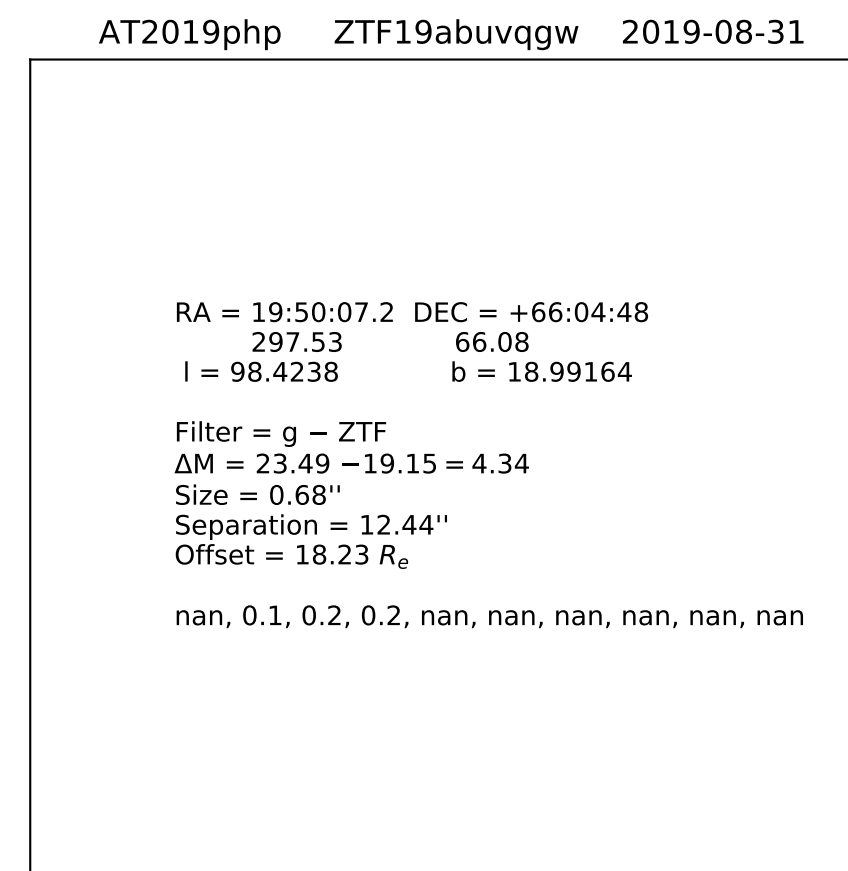 AT2019php ZTF19abuvqgw 2019-08-31
RA = 19:50:07.2 DEC = +66:04:48
297.53 66.08
l = 98.4238 b = 18.99164
Filter = g − ZTF
ΔM = 23.49 −19.15 = 4.34
Size = 0.68''
Separation = 12.44''
Offset = 18.23 Re
nan, 0.1, 0.2, 0.2, nan, nan, nan, nan, nan, nan